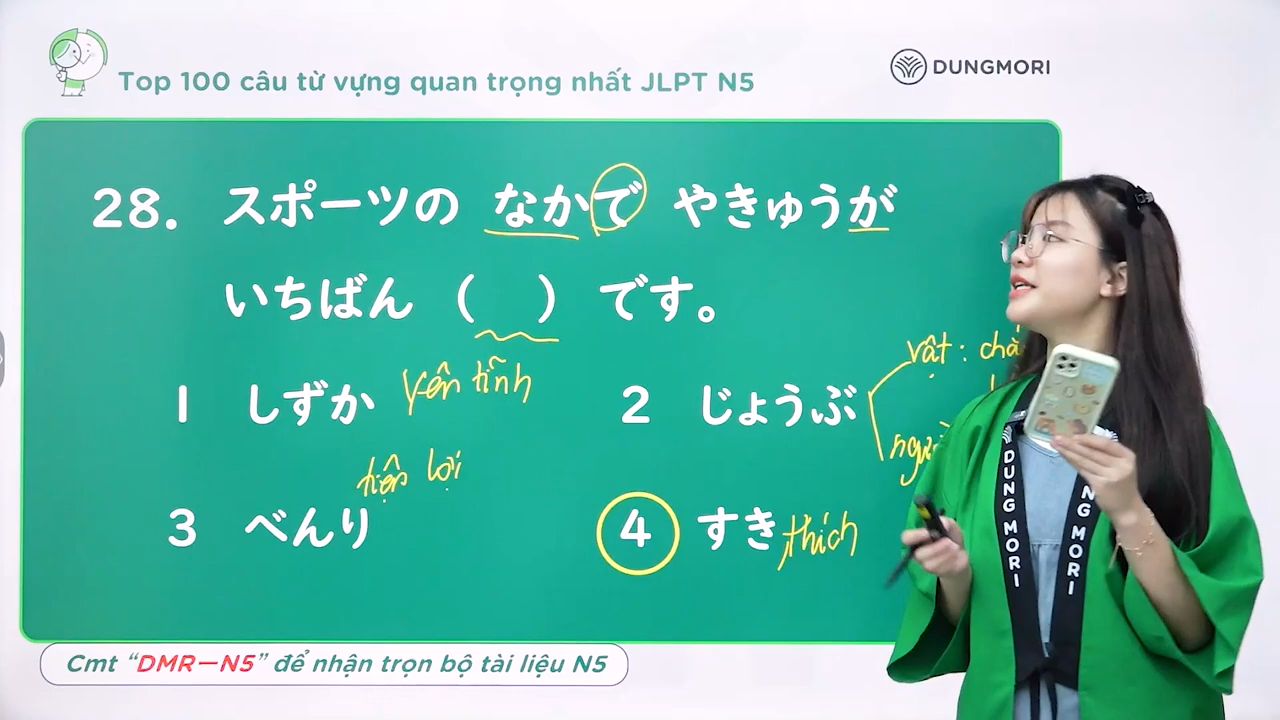 Top 100 câu từ vựng quan trọng nhất JLPT N5
DUNGMORI
28. スポーツの なかで やきゅうが
いちばん ( ) です。
1 しずか yên tĩnh
2 じょうぶ
vật :
3 べんり tiện lợi
4 すき thích
DUNG MORI
NG MORI
Cmt “DMR—N5” để nhận trọn bộ tài liệu N5